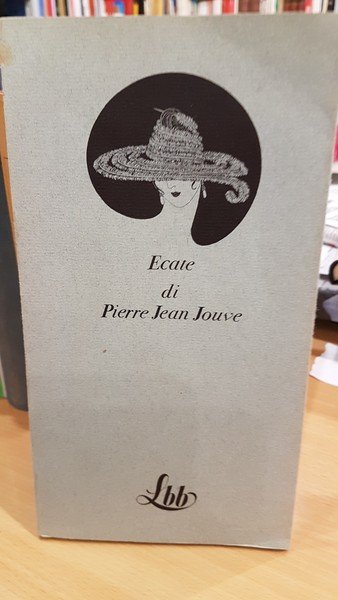 Ecate
di
Pierre Jean Jouve
Lbb